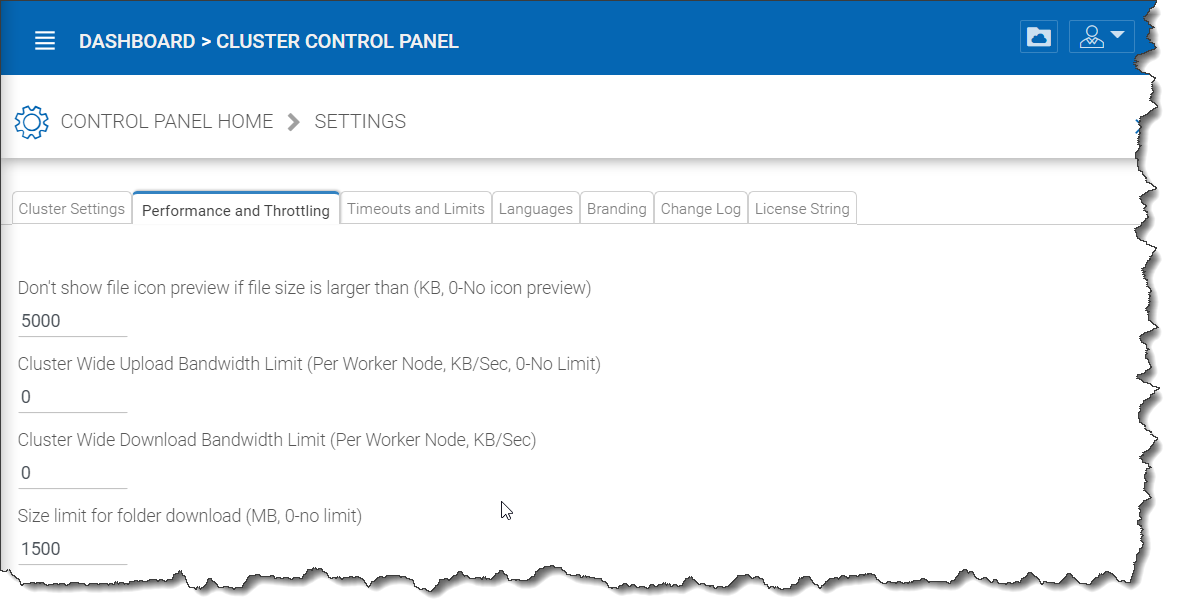 DASHBOARD > CLUSTER CONTROL PANEL
CONTROL PANEL HOME SETTINGS
Cluster Settings Performance and Throttling Timeouts and Limits Languages Branding Change Log License String
Don't show file icon preview if file size is larger than (KB, 0-No icon preview)
5000
Cluster Wide Upload Bandwidth Limit (Per Worker Node, KB/Sec, 0-No Limit)
0
Cluster Wide Download Bandwidth Limit (Per Worker Node, KB/Sec)
0
Size limit for folder download (MB, 0-no limit)
1500